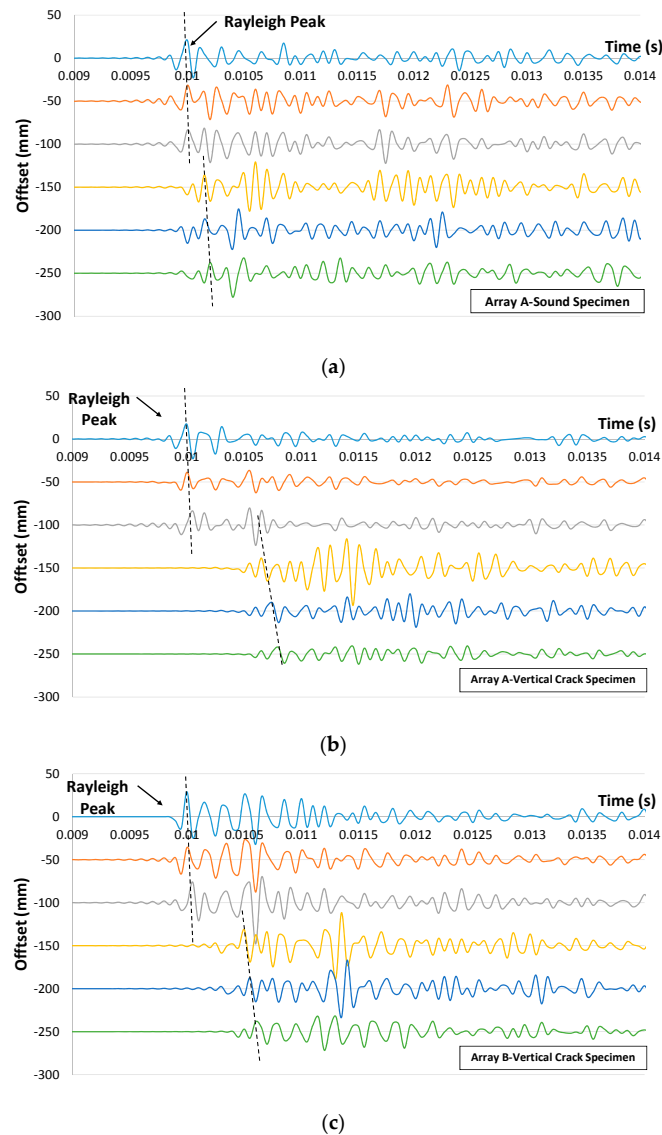 Rayleigh Peak
50
Time (s)
0
0.009 0.0095 0.01 0.0105 0.011 0.0115 0.012 0.0125 0.013 0.0135 0.014
-50
-100
Offtset (mm)
-150
-200
-250
-300
Array A-Sound Specimen
(a)
50
Rayleigh
Peak
Time (s)
0
0.009 0.0095 0.01 0.0105 0.011 0.0115 0.012 0.0125 0.013 0.0135 0.014
-50
-100
Offtset (mm)
-150
-200
-250
-300
Array A-Vertical Crack Specimen
(b)
50
Rayleigh
Peak
Time (s)
0
0.009 0.0095 0.01 0.0105 0.011 0.0115 0.012 0.0125 0.013 0.0135 0.014
-50
-100
Offtset (mm)
-150
-200
-250
-300
Array B-Vertical Crack Specimen
(c)